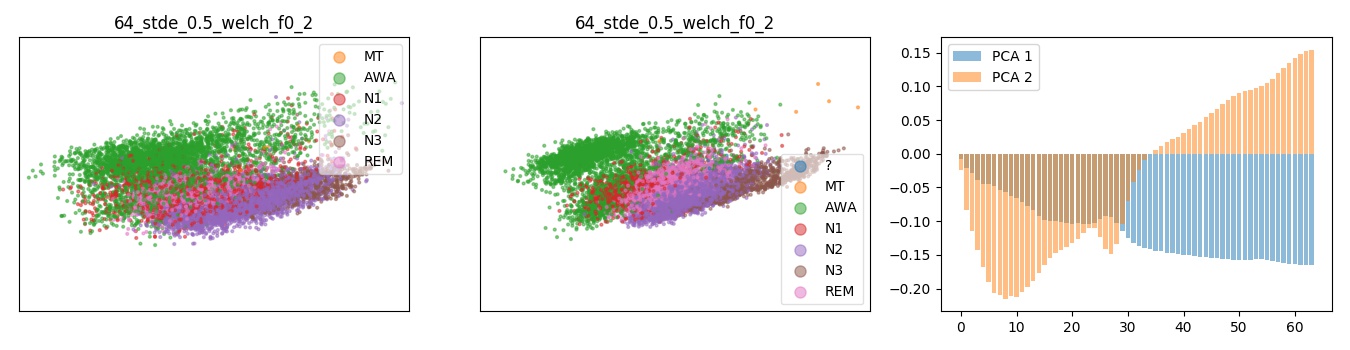 64_stde_0.5_welch_f0_2
MT
AWA
N1
N2
N3
REM
64_stde_0.5_welch_f0_2
?
MT
AWA
N1
N2
N3
REM
PCA 1
PCA 2
0.15
0.10
0.05
0.00
−0.05
−0.10
−0.15
−0.20
0 10 20 30 40 50 60